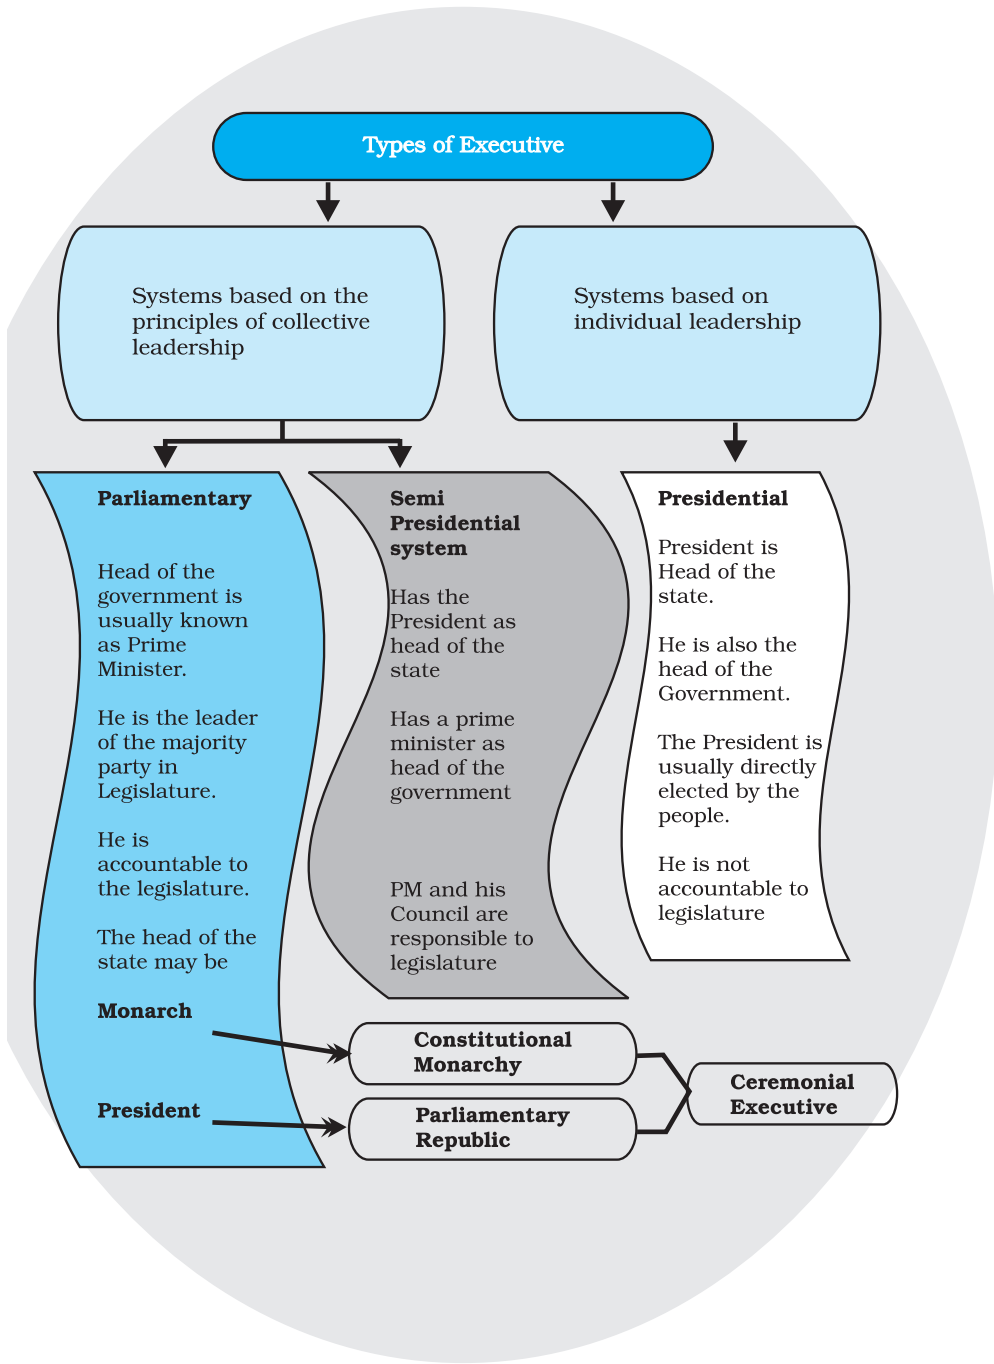 Types of Executive
Systems based on the
principles of collective
leadership
Systems based on
individual leadership
Parliamentary
Head of the
government is
usually known
as Prime
Minister.
He is the leader
of the majority
party in
Legislature.
He is
accountable to
the legislature.
The head of the
state may be
Monarch
President
Semi
Presidential
system
Has the
President as
head of the
state
Has a prime
minister as
head of the
government
PM and his
Council are
responsible to
legislature
Presidential
President is
Head of the
state.
He is also the
head of the
Government.
The President is
usually directly
elected by the
people.
He is not
accountable to
legislature
Constitutional
Monarchy
Parliamentary
Republic
Ceremonial
Executive